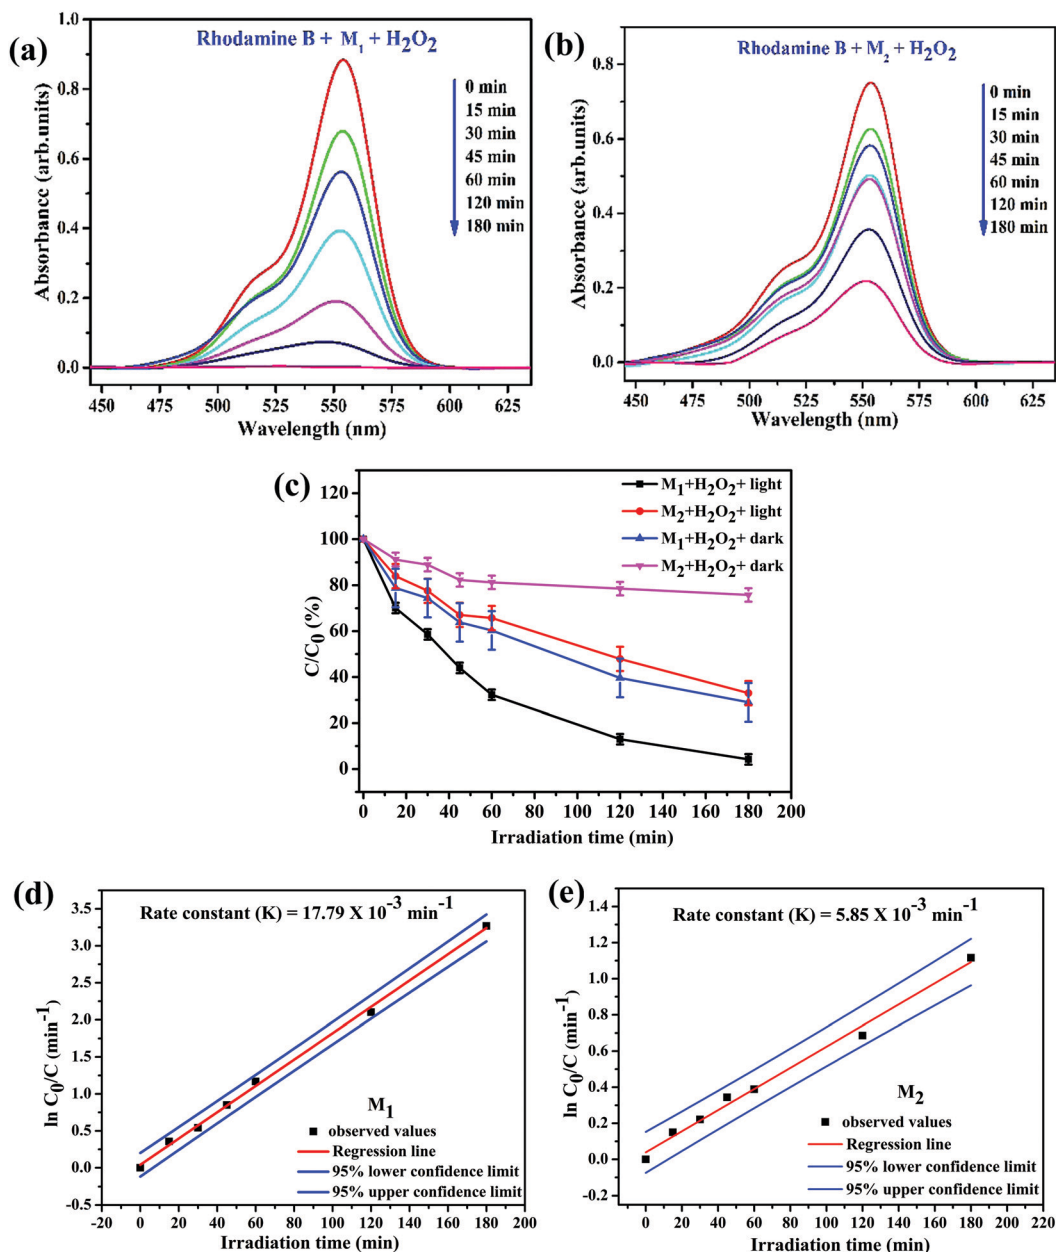 (a)
Rhodamine B + M1 + H2O2
0 min
15 min
30 min
45 min
60 min
120 min
180 min
1.0
0.8
0.6
0.4
0.2
0.0
Absorbance (arb.units)
450 475 500 525 550 575 600 625
Wavelength (nm)
(b)
Rhodamine B + M2 + H2O2
0 min
15 min
30 min
45 min
60 min
120 min
180 min
0.8
0.6
0.4
0.2
0.0
Absorbance (arb.units)
450 475 500 525 550 575 600 625
Wavelength (nm)
(c)
M1+H2O2+ light
M2+H2O2+ light
M1+H2O2+ dark
M2+H2O2+ dark
120
100
80
60
40
20
0
C/C0 (%)
0 20 40 60 80 100 120 140 160 180 200
Irradiation time (min)
(d)
Rate constant (K) = 17.79 X 10-3 min-1
3.5
3.0
2.5
2.0
1.5
1.0
0.5
0.0
-0.5
ln C0/C (min-1)
M1
observed values
Regression line
95% lower confidence limit
95% upper confidence limit
-20 0 20 40 60 80 100 120 140 160 180 200
Irradiation time (min)
(e)
Rate constant (K) = 5.85 X 10-3 min-1
1.4
1.2
1.0
0.8
0.6
0.4
0.2
0.0
-0.2
ln C0/C (min-1)
M2
observed values
Regression line
95% lower confidence limit
95% upper confidence limit
0 20 40 60 80 100 120 140 160 180 200 220
Irradiation time (min)